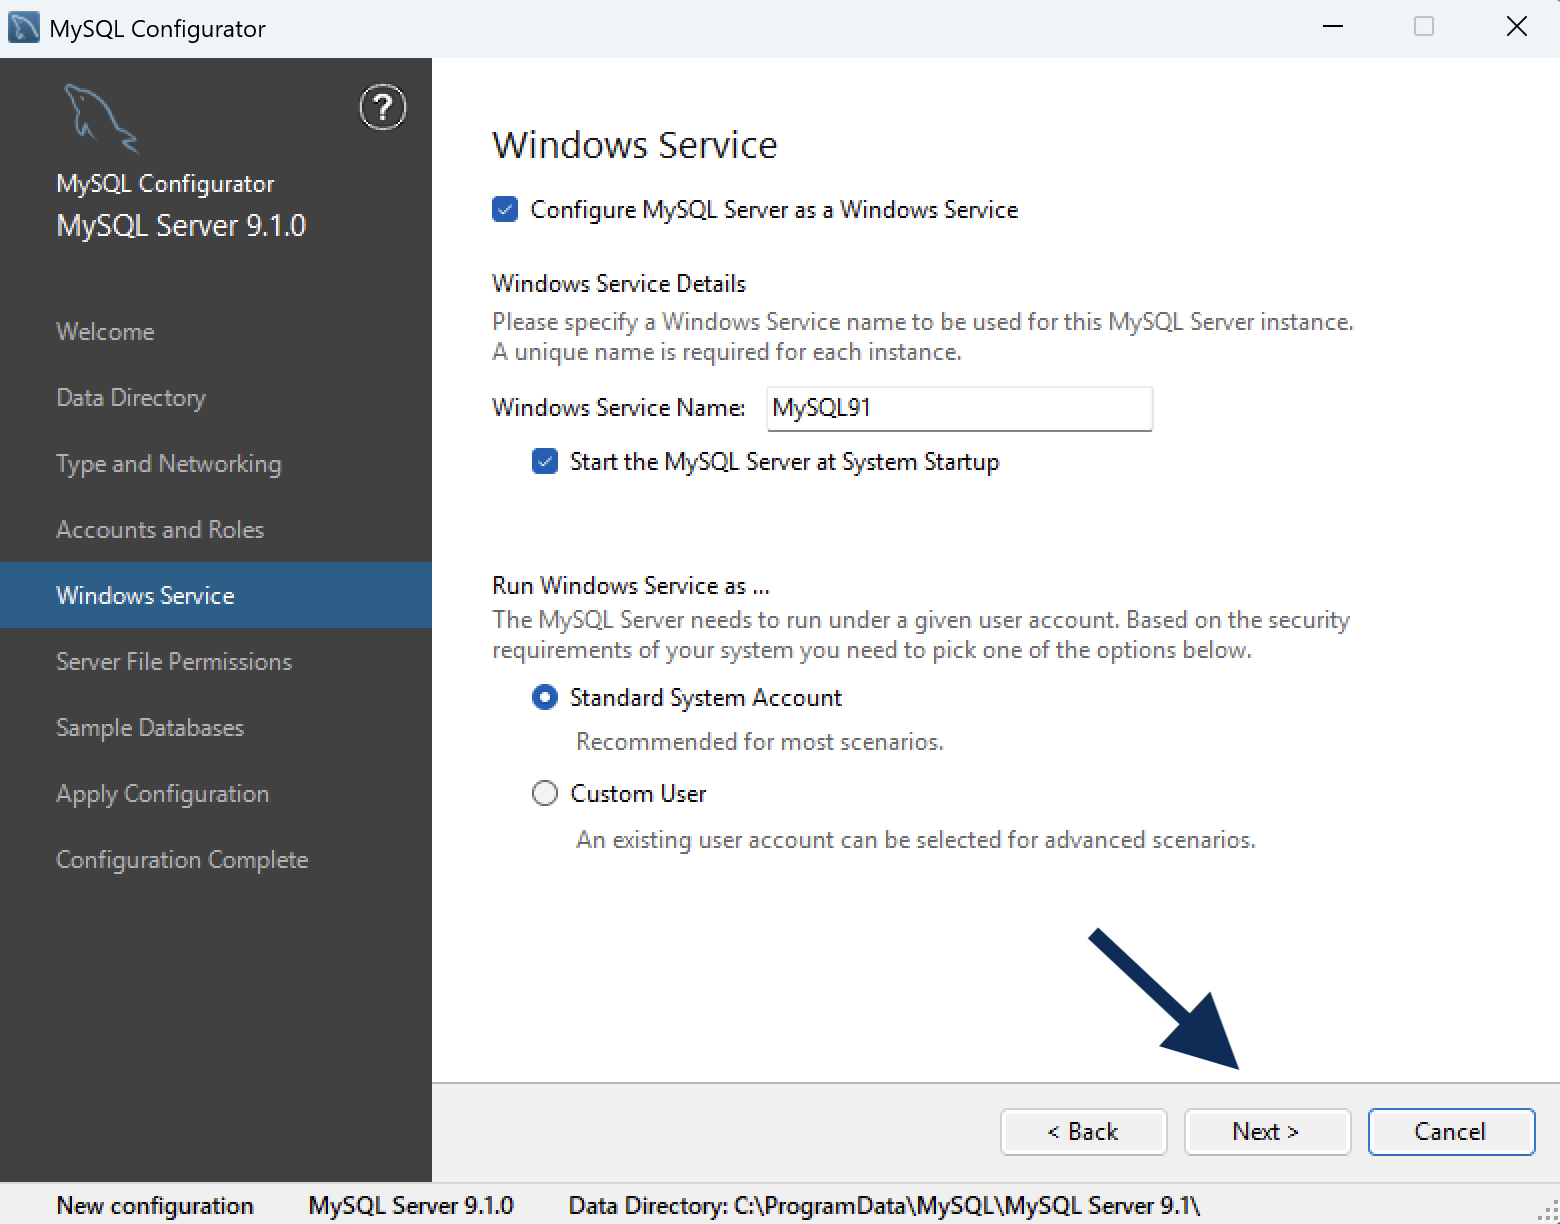 MySQL Configurator
?
MySQL Configurator
MySQL Server 9.1.0
Welcome
Data Directory
Type and Networking
Accounts and Roles
Windows Service
Server File Permissions
Sample Databases
Apply Configuration
Configuration Complete
Windows Service
Configure MySQL Server as a Windows Service
Windows Service Details
Please specify a Windows Service name to be used for this MySQL Server instance.
A unique name is required for each instance.
Windows Service Name: MySQL91
Start the MySQL Server at System Startup
Run Windows Service as ...
The MySQL Server needs to run under a given user account. Based on the security
requirements of your system you need to pick one of the options below.
Standard System Account
Recommended for most scenarios.
Custom User
An existing user account can be selected for advanced scenarios.
< Back Next > Cancel
New configuration MySQL Server 9.1.0 Data Directory: C:\ProgramData\MySQL\MySQL Server 9.1\